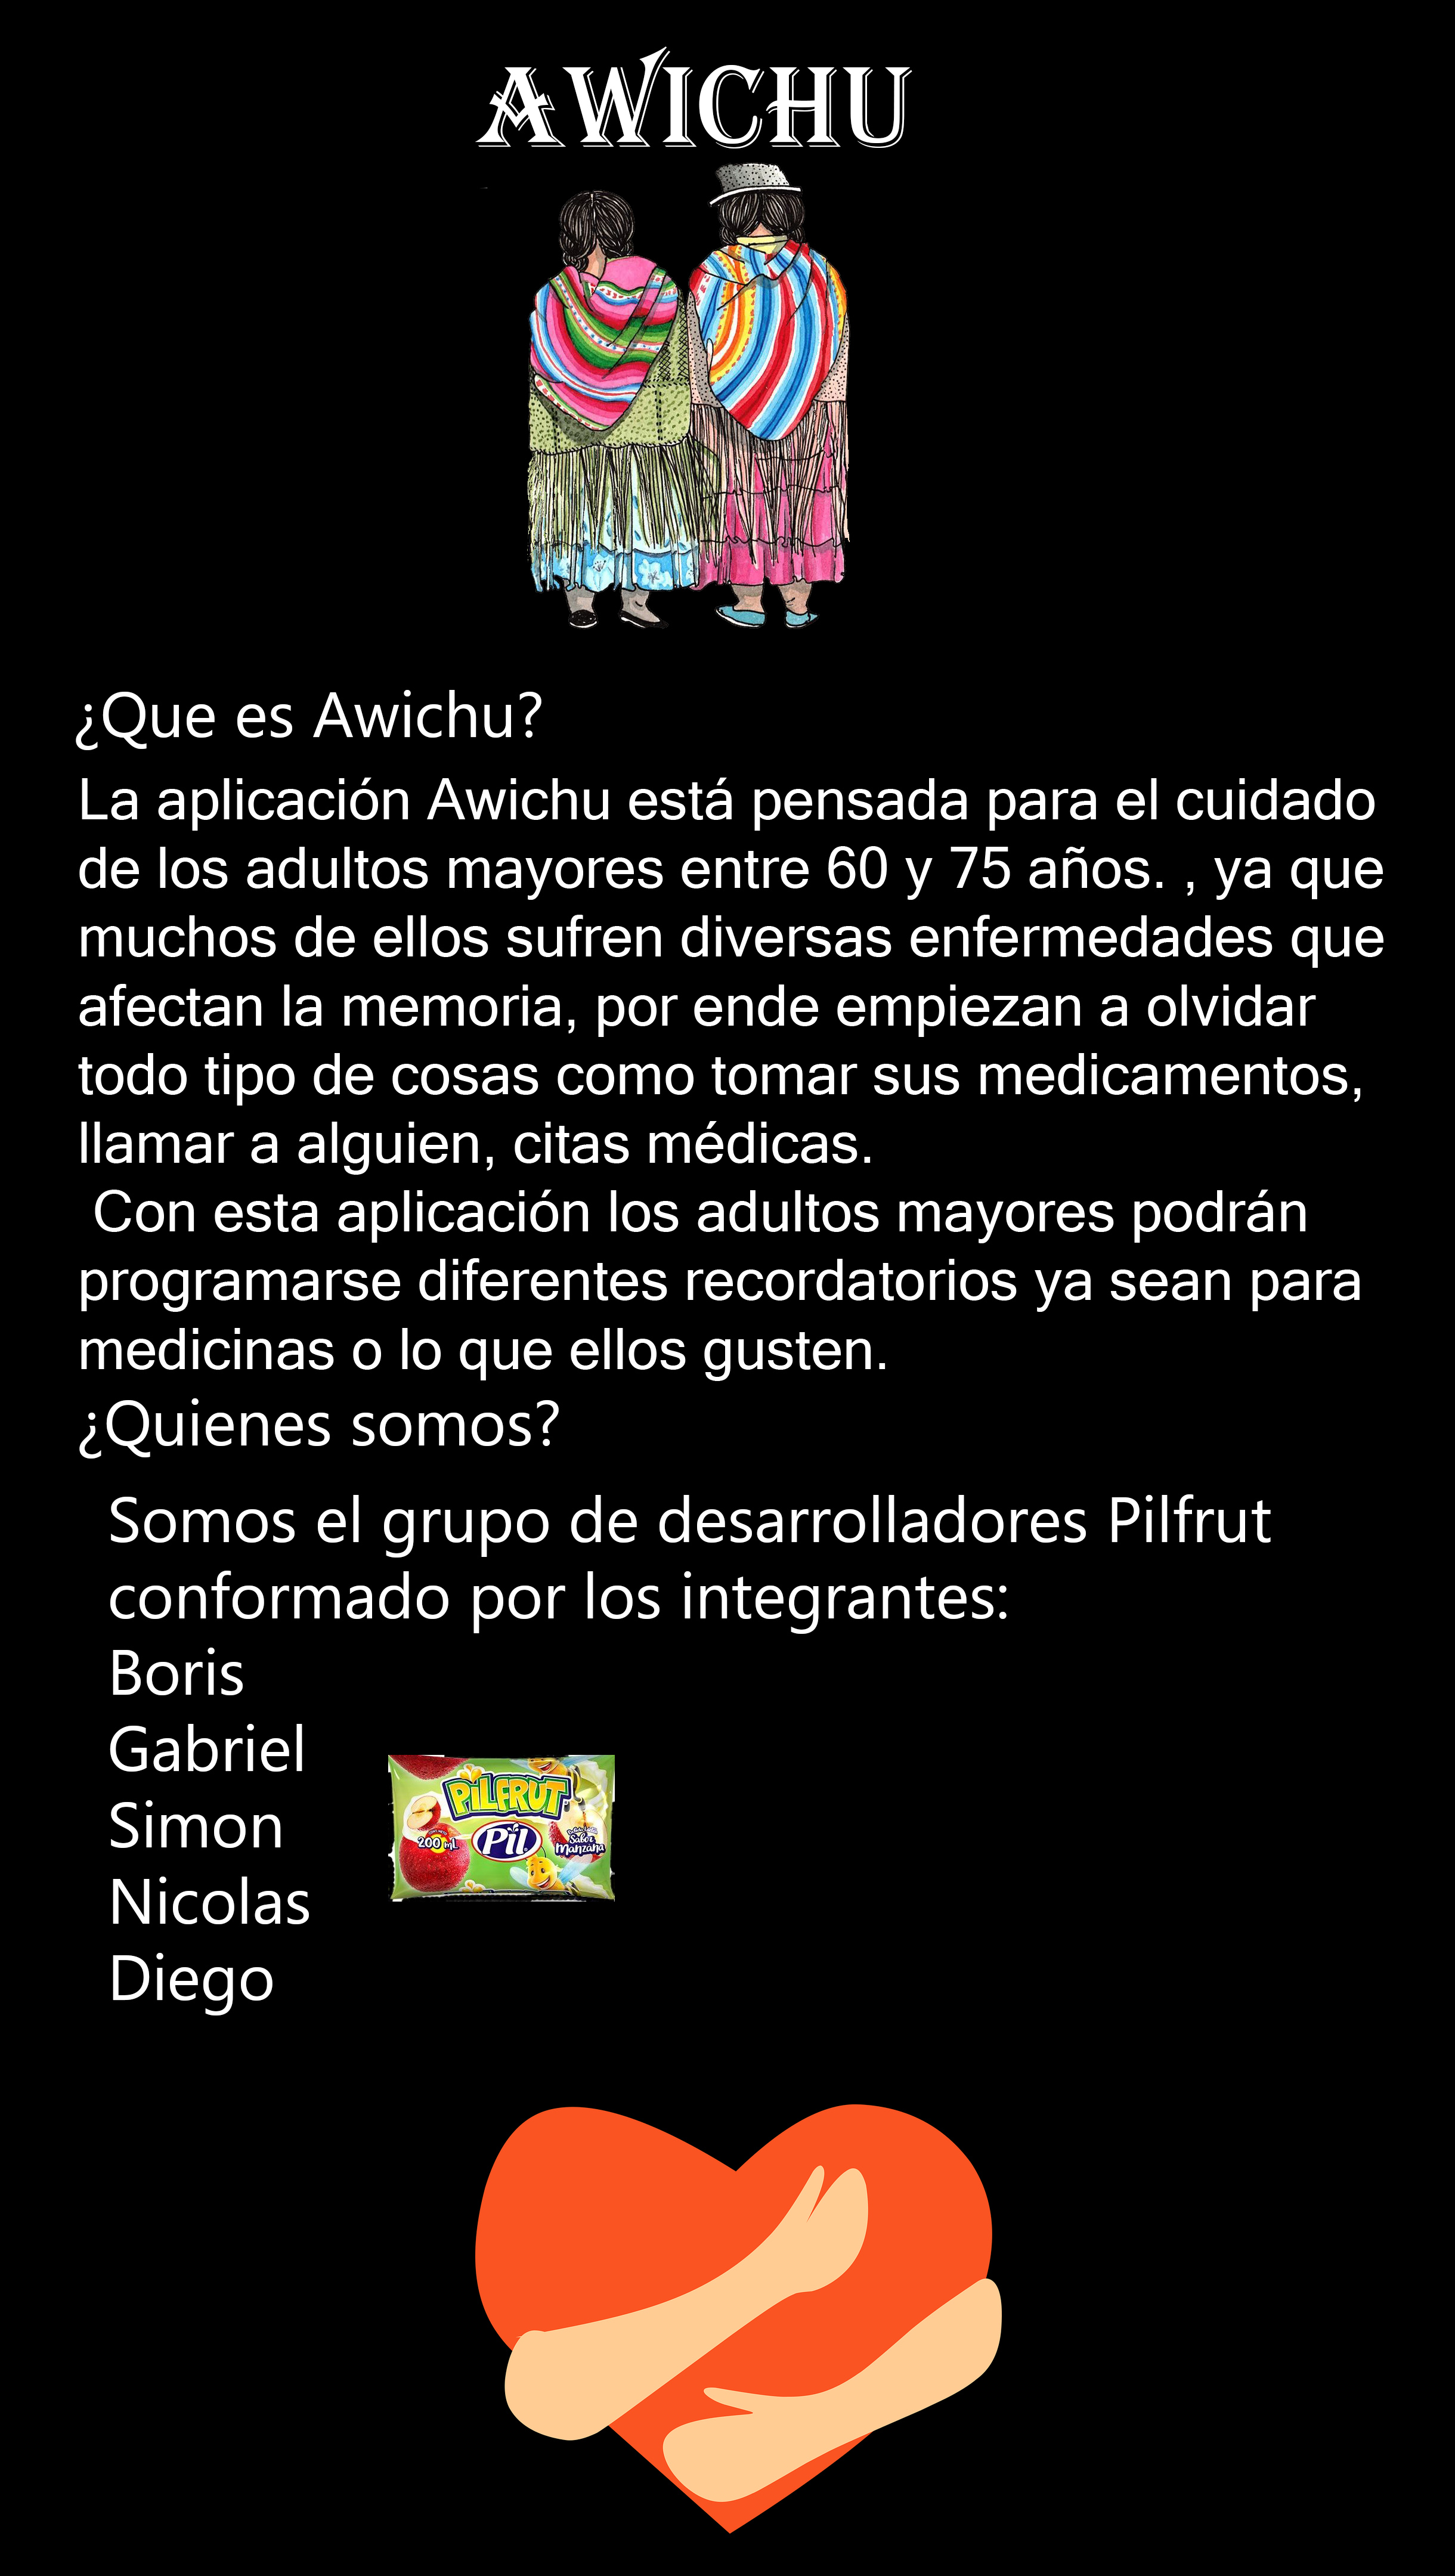 AWICHU
¿Que es Awichu?
La aplicación Awichu está pensada para el cuidado
de los adultos mayores entre 60 y 75 años. , ya que
muchos de ellos sufren diversas enfermedades que
afectan la memoria, por ende empiezan a olvidar
todo tipo de cosas como tomar sus medicamentos,
llamar a alguien, citas médicas.
Con esta aplicación los adultos mayores podrán
programarse diferentes recordatorios ya sean para
medicinas o lo que ellos gusten.
¿Quienes somos?
Somos el grupo de desarrolladores Pilfrut
conformado por los integrantes:
Boris
Gabriel
Simon
Nicolas
Diego
PILFRUT
Pil
200 mL
Sabor
Manzana